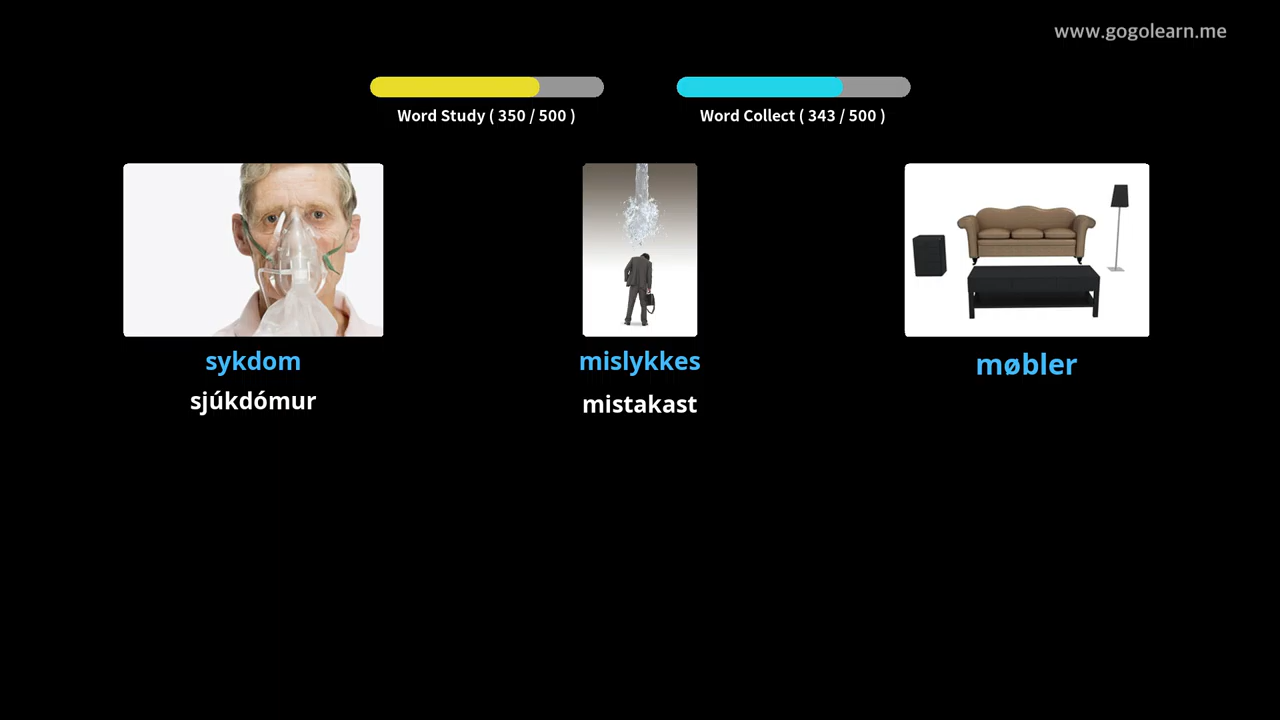 www.gogolearn.me
Word Study ( 350 / 500 )
Word Collect ( 343 / 500 )
sykdom
sjúkdómur
mislykkes
mistakast
møbler